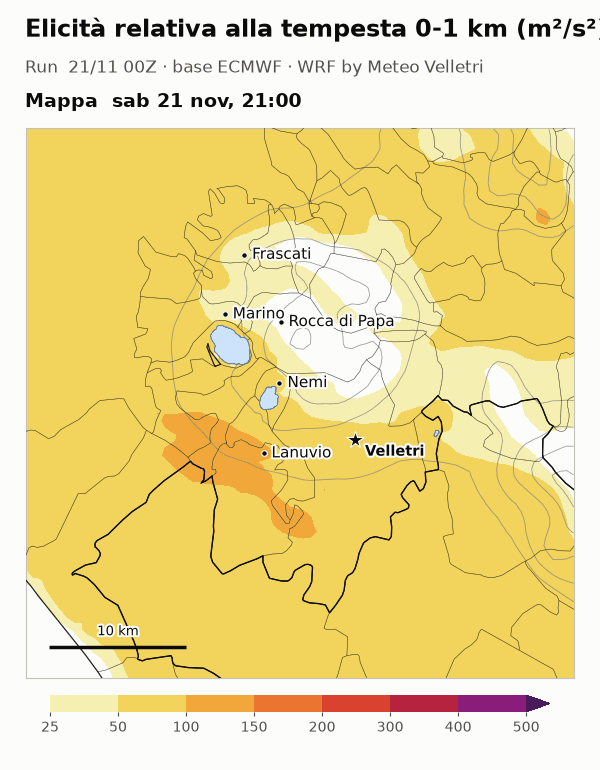 Elicità relativa alla tempesta 0-1 km (m²/s²)
Run 21/11 00Z · base ECMWF · WRF by Meteo Velletri
Mappa sab 21 nov, 21:00
Frascati
Marino
Rocca di Papa
Nemi
Velletri
Lanuvio
10 km
25 50 100 150 200 300 400 500